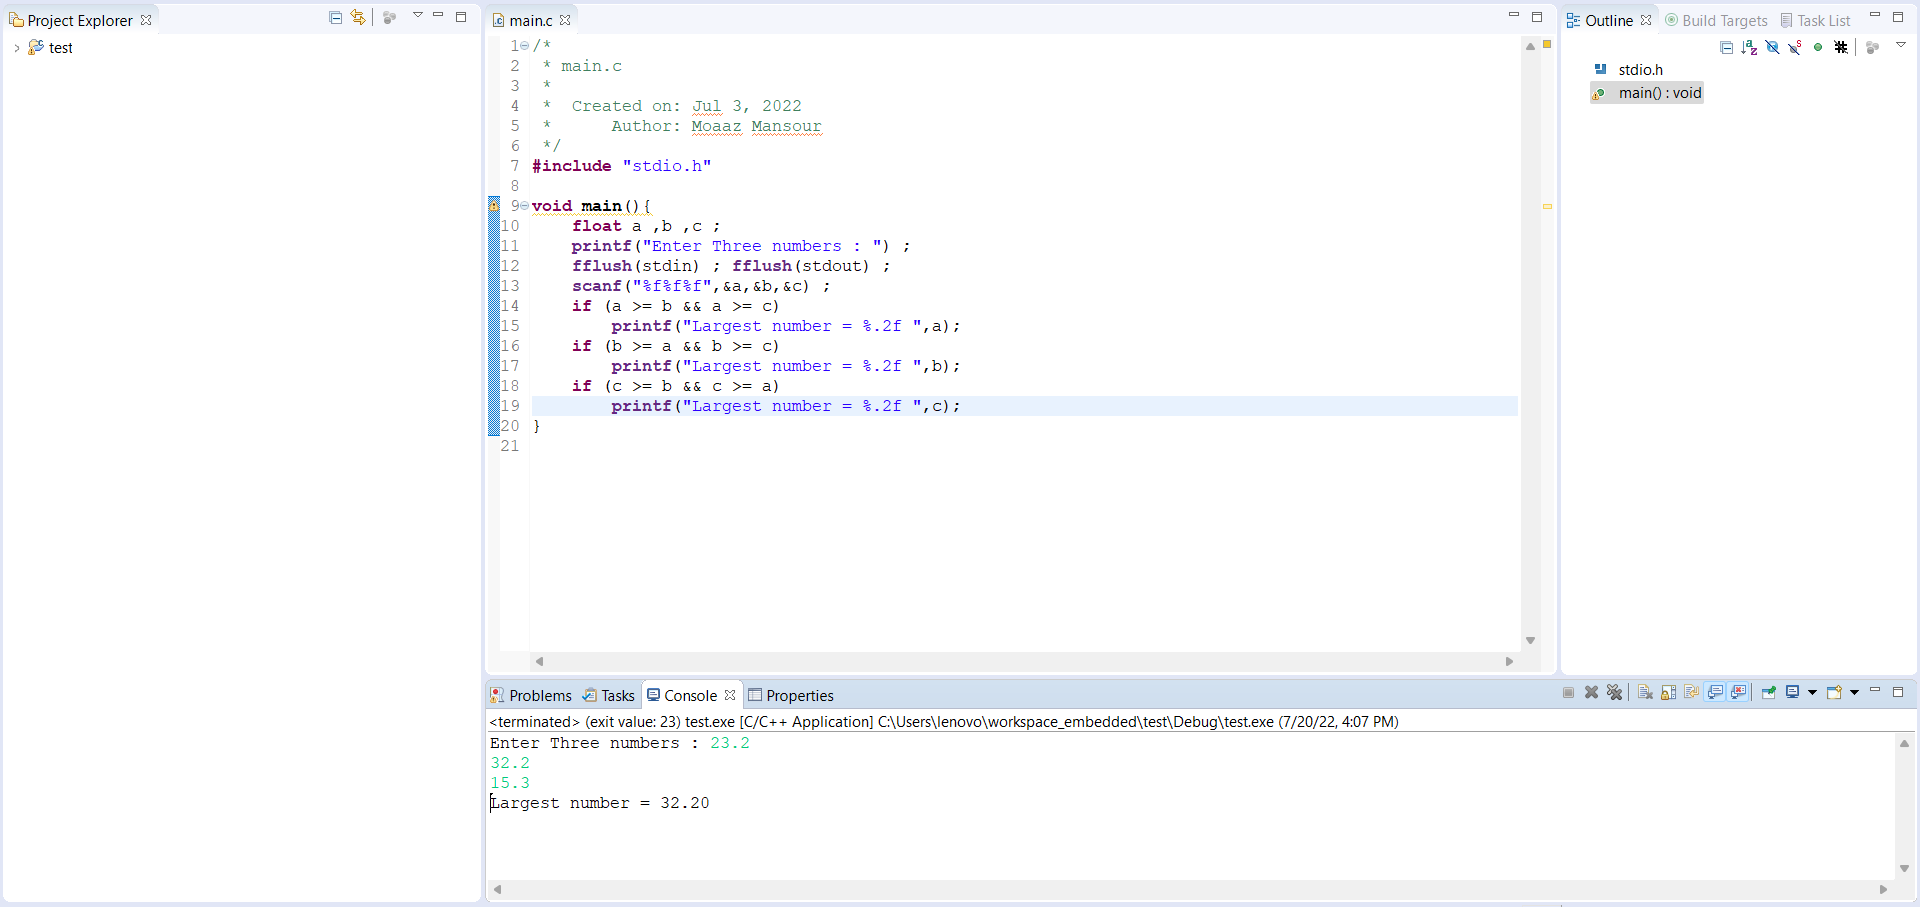 Project Explorer
test
main.c
1 /*
2  * main.c
3  *
4  *  Created on: Jul 3, 2022
5  *      Author: Moaaz Mansour
6  */
7 #include "stdio.h"
8
9 void main(){
10     float a ,b ,c ;
11     printf("Enter Three numbers : ") ;
12     fflush(stdin) ; fflush(stdout) ;
13     scanf("%f%f%f",&a,&b,&c) ;
14     if (a >= b && a >= c)
15         printf("Largest number = %.2f ",a);
16     if (b >= a && b >= c)
17         printf("Largest number = %.2f ",b);
18     if (c >= b && c >= a)
19         printf("Largest number = %.2f ",c);
20 }
21
Outline Build Targets Task List
stdio.h
main() : void
Problems Tasks Console Properties
<terminated> (exit value: 23) test.exe [C/C++ Application] C:\Users\lenovo\workspace_embedded\test\Debug\test.exe (7/20/22, 4:07 PM)
Enter Three numbers : 23.2
32.2
15.3
Largest number = 32.20